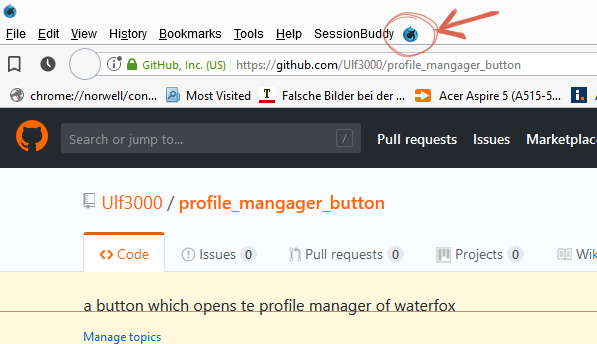 File Edit View History Bookmarks Tools Help SessionBuddy
GitHub, Inc. (US) https://github.com/Ulf3000/profile_mangager_button
chrome://norwell/con... Most Visited T Falsche Bilder bei der ... Acer Aspire 5 (A515-5... i.
Search or jump to... / Pull requests Issues Marketplac
Ulf3000 / profile_mangager_button
<> Code Issues 0 Pull requests 0 Projects 0 Wik
a button which opens te profile manager of waterfox
Manage topics